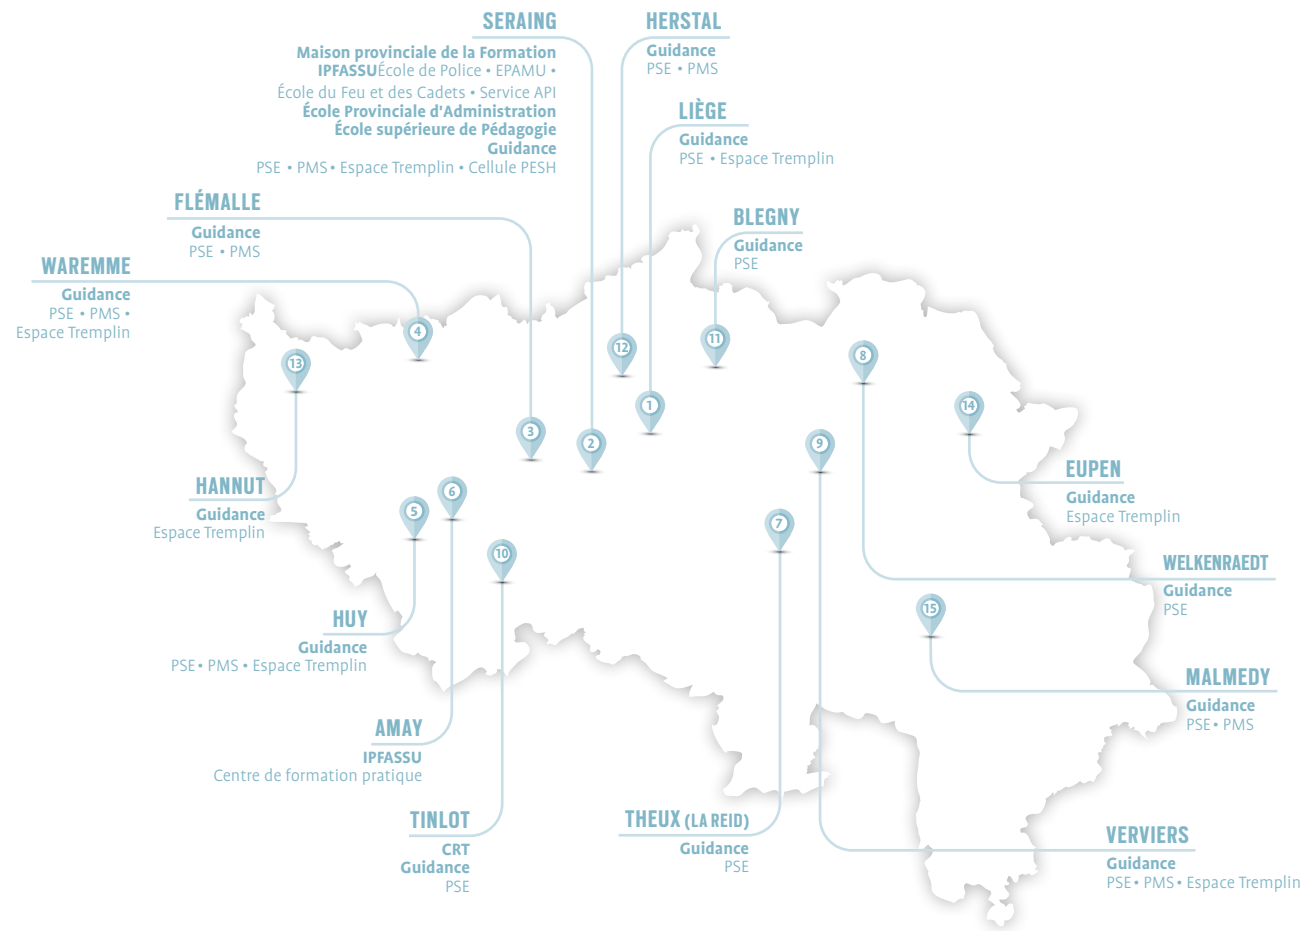 SERAING
Maison provinciale de la Formation
IPFASSUÉcole de Police • EPAMU •
École du Feu et des Cadets • Service API
École Provinciale d'Administration
École supérieure de Pédagogie
Guidance
PSE • PMS • Espace Tremplin • Cellule PESH
HERSTAL
Guidance
PSE • PMS
LIÈGE
Guidance
PSE • Espace Tremplin
FLÉMALLE
Guidance
PSE • PMS
BLEGNY
Guidance
PSE
WAREMME
Guidance
PSE • PMS •
Espace Tremplin
4
13
12
11
8
1
14
3
2
9
6
5
7
10
15
HANNUT
Guidance
Espace Tremplin
EUPEN
Guidance
Espace Tremplin
WELKENRAEDT
Guidance
PSE
HUY
Guidance
PSE • PMS • Espace Tremplin
MALMEDY
Guidance
PSE • PMS
AMAY
IPFASSU
Centre de formation pratique
TINLOT
CRT
Guidance
PSE
THEUX (LA REID)
Guidance
PSE
VERVIERS
Guidance
PSE • PMS • Espace Tremplin